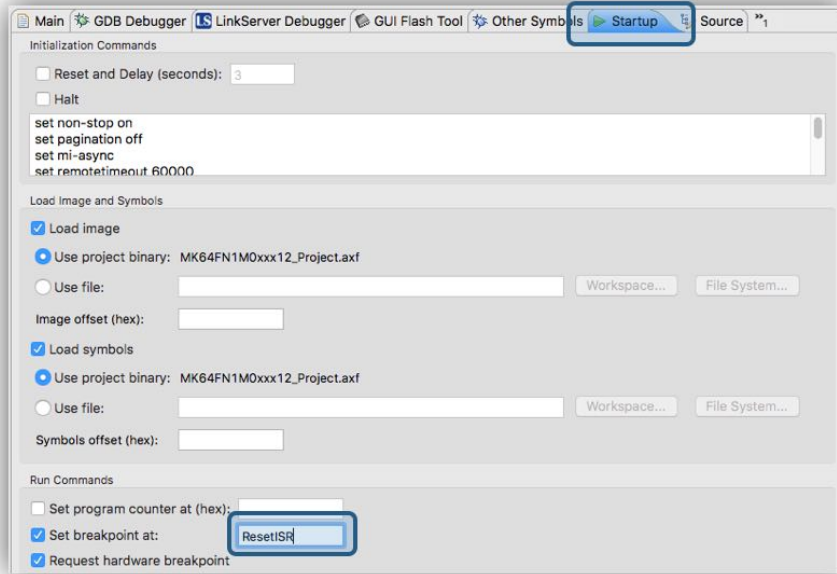 Main GDB Debugger LS LinkServer Debugger GUI Flash Tool Other Symbols Startup Source »1
Initialization Commands
Reset and Delay (seconds): 3
Halt
set non-stop on
set pagination off
set mi-async
set remotetimeout 60000
Load Image and Symbols
Load image
Use project binary: MK64FN1M0xxx12_Project.axf
Use file: Workspace... File System...
Image offset (hex):
Load symbols
Use project binary: MK64FN1M0xxx12_Project.axf
Use file: Workspace... File System...
Symbols offset (hex):
Run Commands
Set program counter at (hex):
Set breakpoint at: ResetISR
Request hardware breakpoint